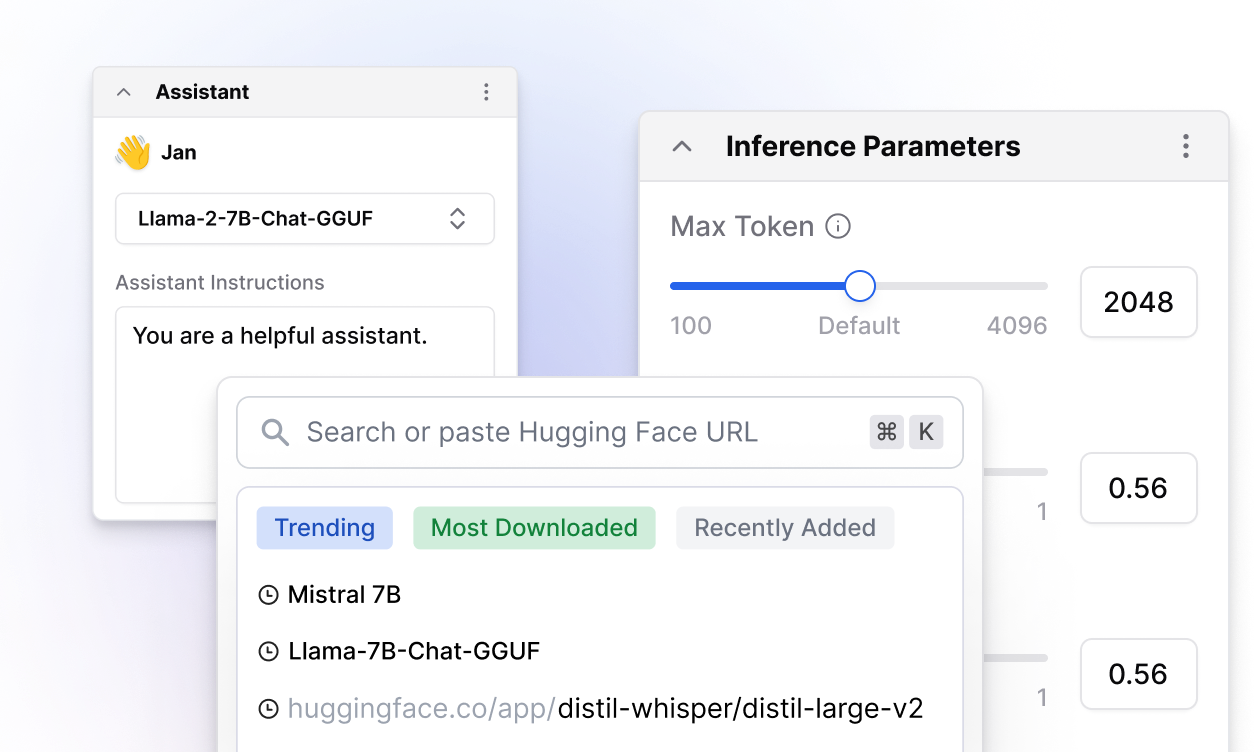 Assistant
Jan
Llama-2-7B-Chat-GGUF
Assistant Instructions
You are a helpful assistant.
Inference Parameters
Max Token
2048
100 Default 4096
0.56
1
0.56
1
Search or paste Hugging Face URL ⌘ K
Trending Most Downloaded Recently Added
Mistral 7B
Llama-7B-Chat-GGUF
huggingface.co/app/distil-whisper/distil-large-v2